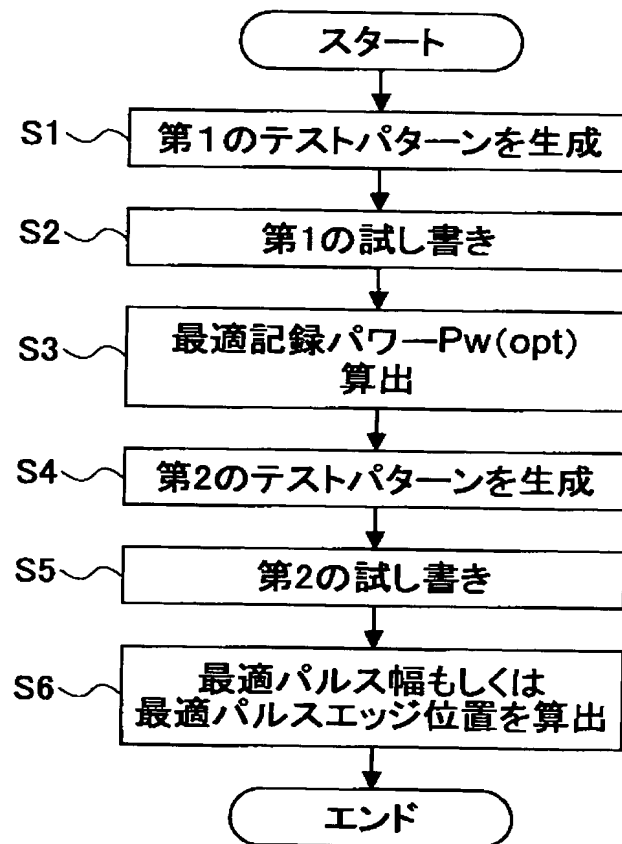 スタート
S1 第1のテストパターンを生成
S2 第1の試し書き
S3 最適記録パワーPw(opt)
算出
S4 第2のテストパターンを生成
S5 第2の試し書き
S6 最適パルス幅もしくは
最適パルスエッジ位置を算出
エンド